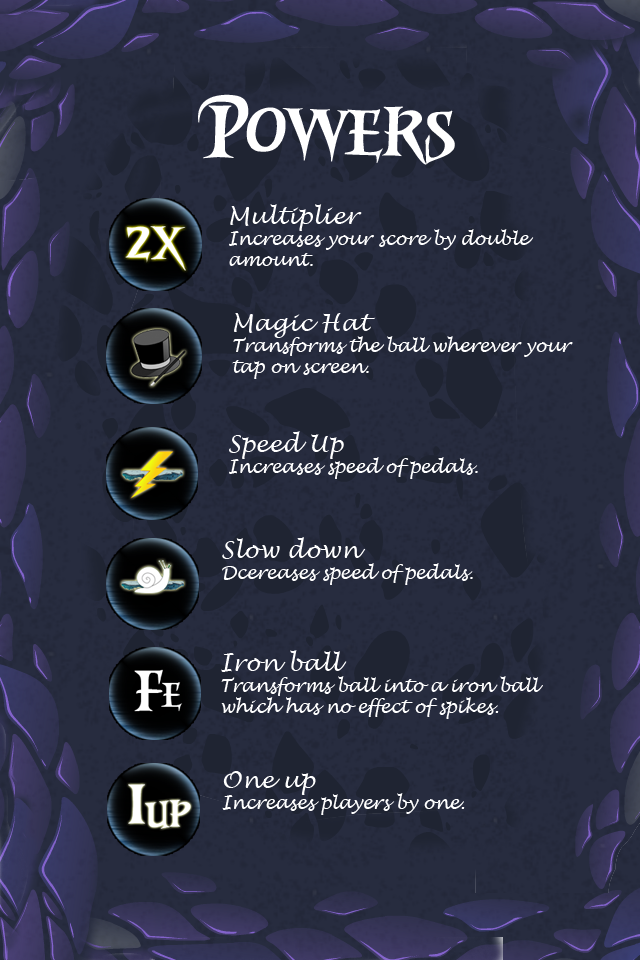 Powers
2X
Multiplier
Increases your score by double
amount.
Magic Hat
Transforms the ball wherever your
tap on screen.
Speed Up
Increases speed of pedals.
Slow down
Dcereases speed of pedals.
Fe
Iron ball
Transforms ball into a iron ball
which has no effect of spikes.
1up
One up
Increases players by one.